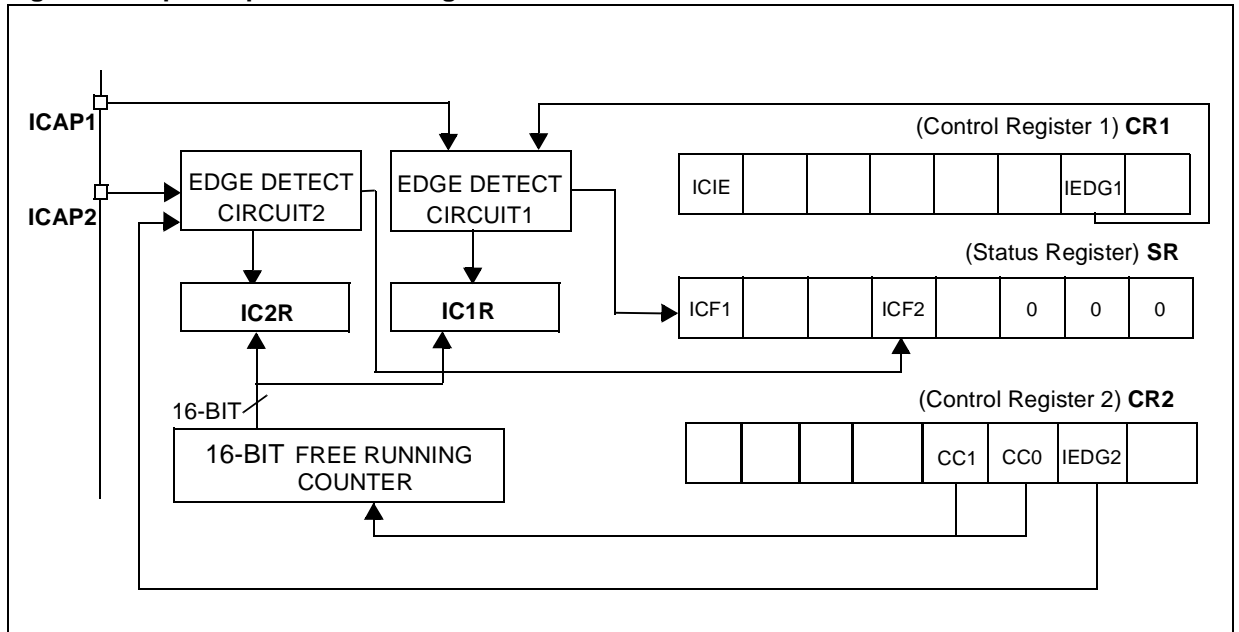 ICAP1
ICAP2
EDGE DETECT
CIRCUIT2
EDGE DETECT
CIRCUIT1
IC2R
IC1R
16-BIT
16-BIT FREE RUNNING
COUNTER
(Control Register 1) CR1
ICIE IEDG1
(Status Register) SR
ICF1 ICF2 0 0 0
(Control Register 2) CR2
CC1 CC0 IEDG2